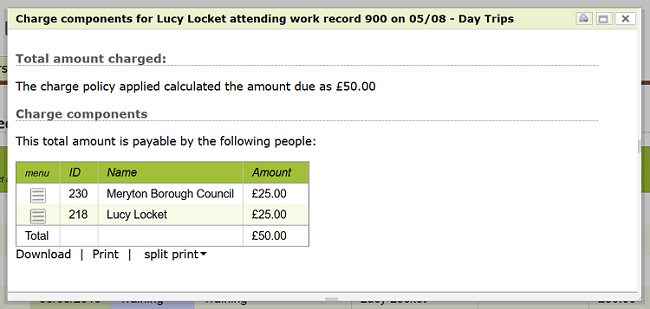 Charge components for Lucy Locket attending work record 900 on 05/08 - Day Trips
Total amount charged:
The charge policy applied calculated the amount due as £50.00
Charge components
This total amount is payable by the following people:
menu ID Name Amount
230 Meryton Borough Council £25.00
218 Lucy Locket £25.00
Total £50.00
Download | Print | split print